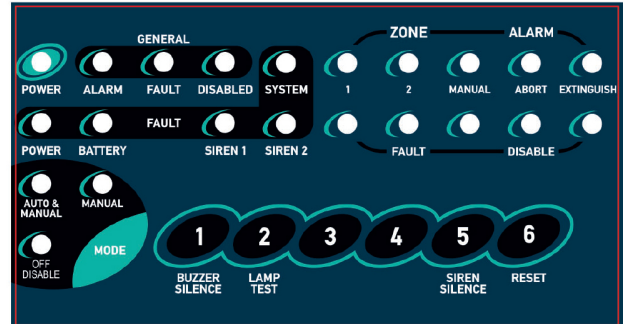 GENERAL
ZONE ALARM
POWER ALARM FAULT DISABLED SYSTEM 1 2 MANUAL ABORT EXTINGUISH
FAULT
POWER BATTERY SIREN 1 SIREN 2 FAULT DISABLE
AUTO &
MANUAL
MANUAL
OFF
DISABLE
MODE
1 2 3 4 5 6
BUZZER
SILENCE
LAMP
TEST
SIREN
SILENCE
RESET